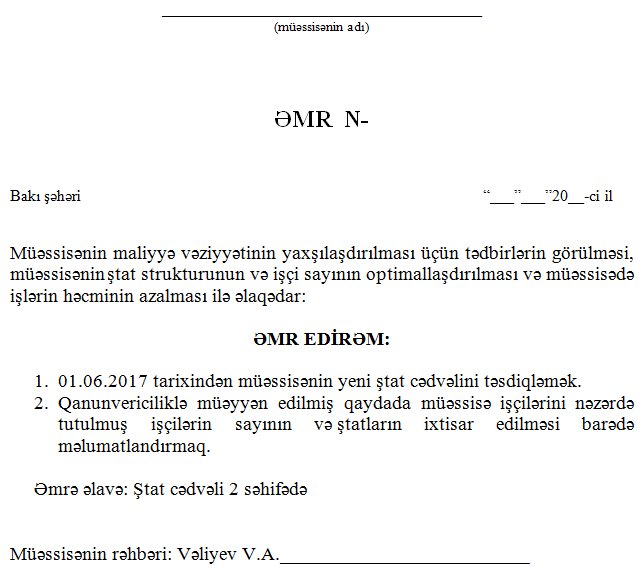 ________________________________________
(müəssisənin adı)
ƏMR N-
Bakı şəhəri “___”___”20__-ci il
Müəssisənin maliyyə vəziyyətinin yaxşılaşdırılması üçün tədbirlərin görülməsi,
müəssisənin ştat strukturunun və işçi sayının optimallaşdırılması və müəssisədə
işlərin həcminin azalması ilə əlaqədar:
ƏMR EDİRƏM:
1. 01.06.2017 tarixindən müəssisənin yeni ştat cədvəlini təsdiqləmək.
2. Qanunvericiliklə müəyyən edilmiş qaydada müəssisə işçilərini nəzərdə
tutulmuş işçilərin sayının və ştatların ixtisar edilməsi barədə
məlumatlandırmaq.
Əmrə əlavə: Ştat cədvəli 2 səhifədə
Müəssisənin rəhbəri: Vəliyev V.A.__________________________